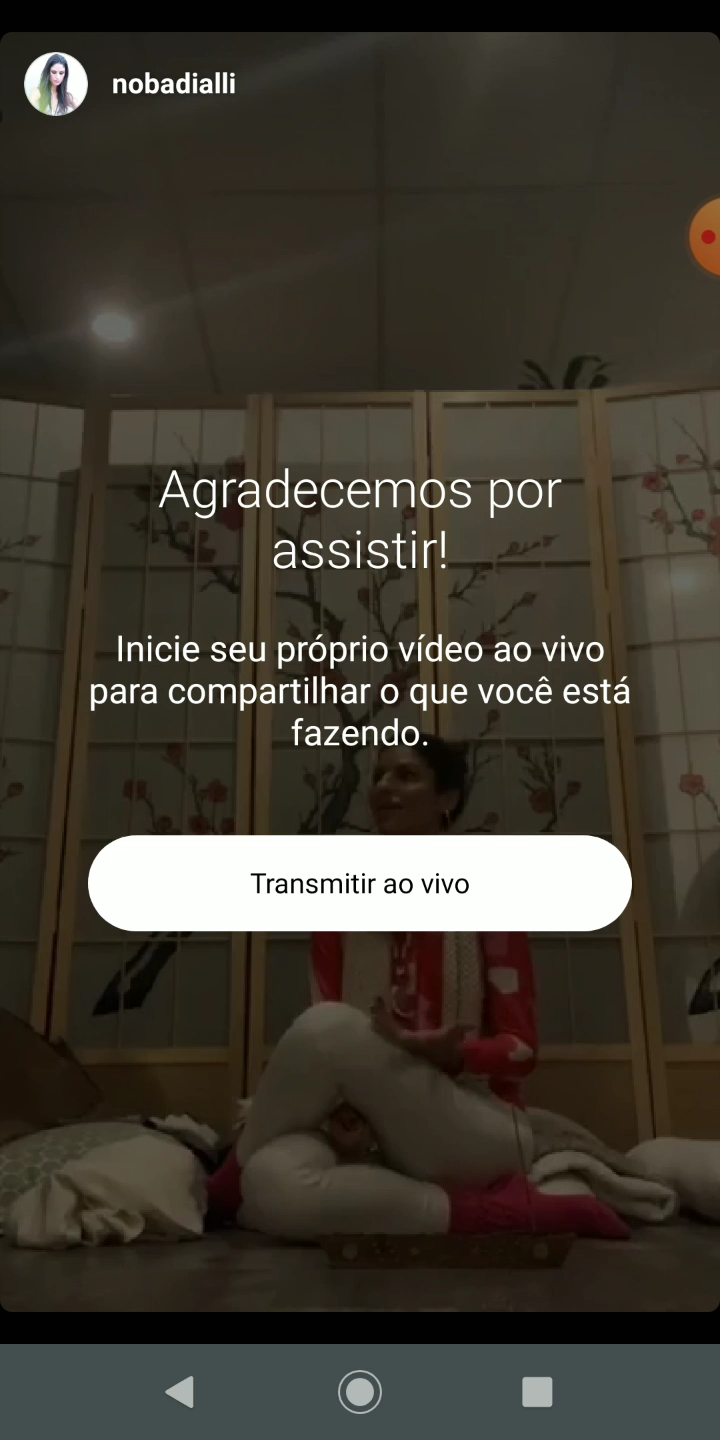 nobadialli
Agradecemos por
assistir!
Inicie seu próprio vídeo ao vivo
para compartilhar o que você está
fazendo.
Transmitir ao vivo